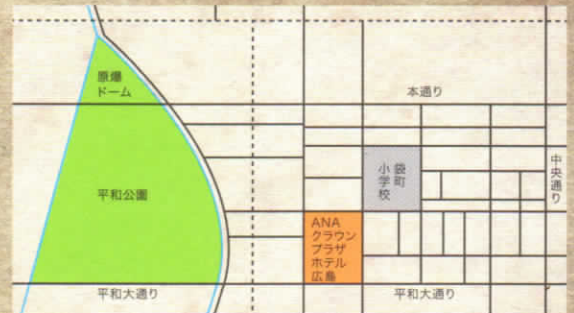 原爆
ドーム
本通り
平和公園
袋町
小学校
中央通り
ANA
クラウン
プラザ
ホテル
広島
平和大通り
平和大通り